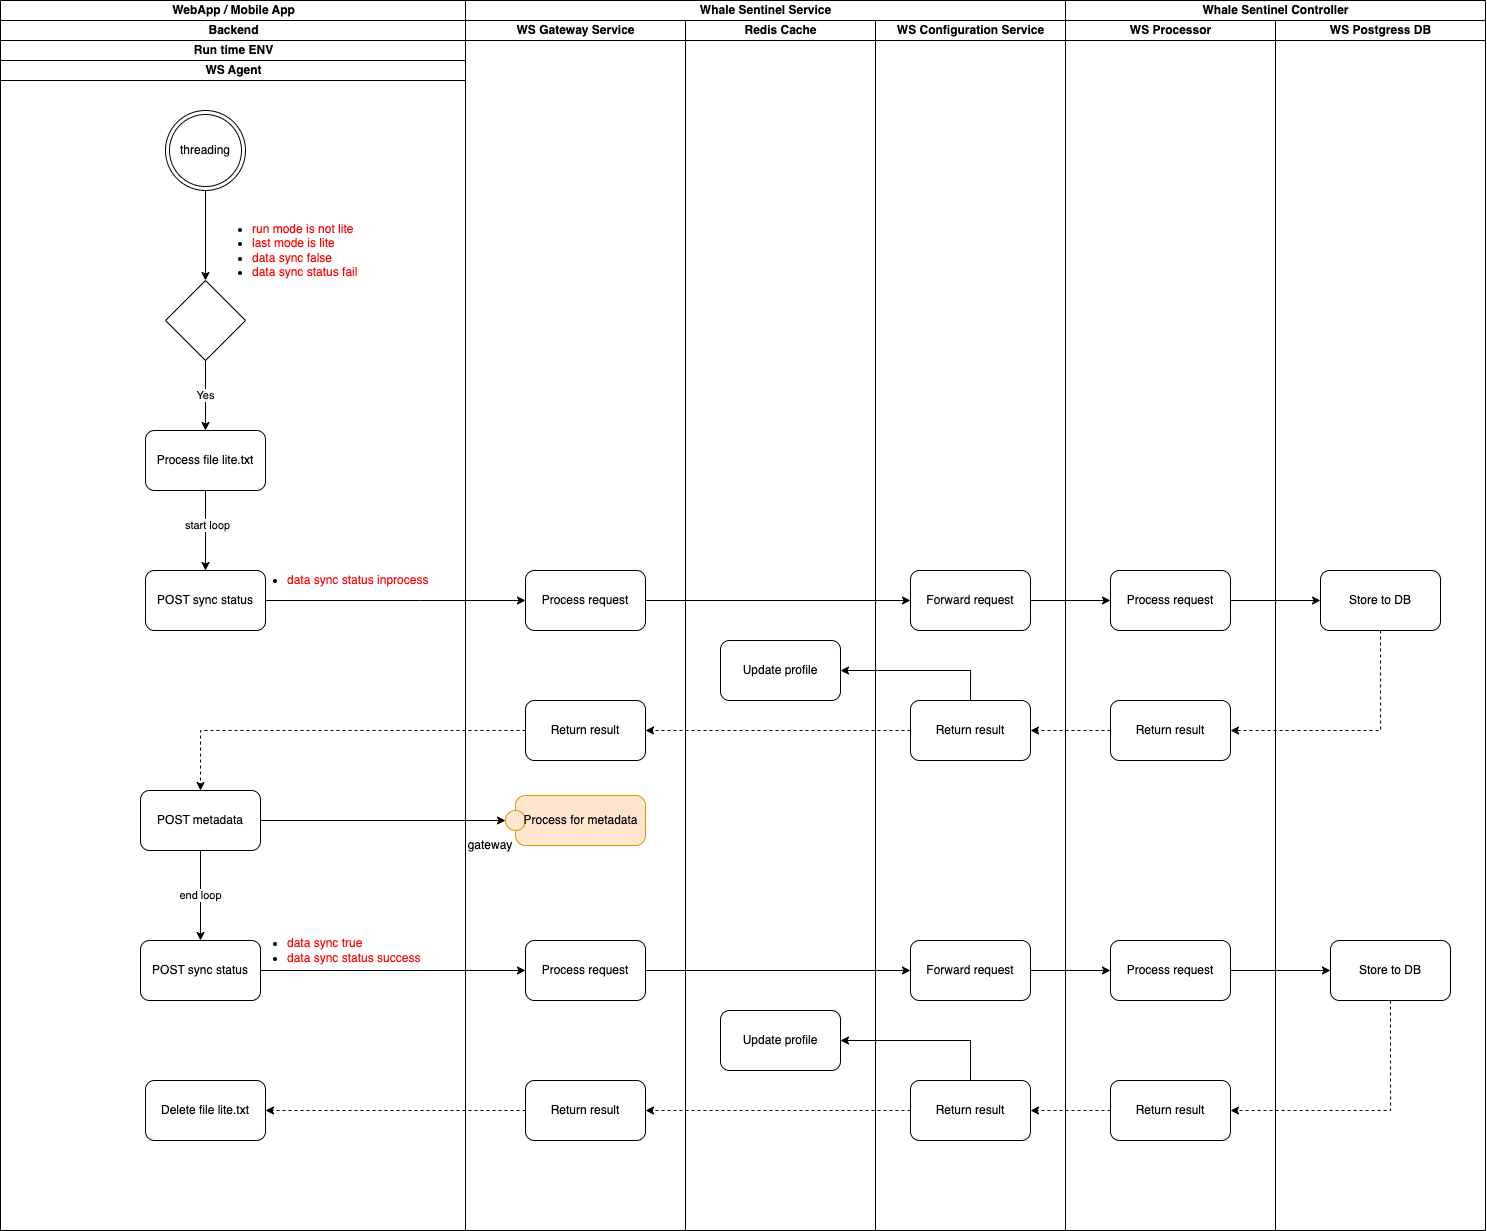 WebApp / Mobile App
Whale Sentinel Service
Whale Sentinel Controller
Backend
WS Gateway Service
Redis Cache
WS Configuration Service
WS Processor
WS Postgress DB
Run time ENV
WS Agent
threading
run mode is not lite
last mode is lite
data sync false
data sync status fail
Yes
Process file lite.txt
start loop
data sync status inprocess
POST sync status
Process request
Forward request
Process request
Store to DB
Update profile
Return result
Return result
Return result
POST metadata
Process for metadata
gateway
end loop
data sync true
data sync status success
POST sync status
Process request
Forward request
Process request
Store to DB
Update profile
Delete file lite.txt
Return result
Return result
Return result